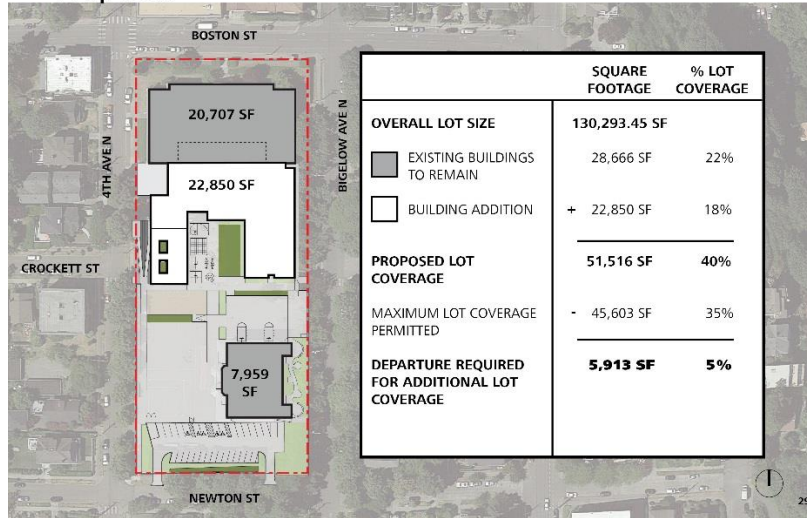 BOSTON ST
4TH AVE N
BIGELOW AVE N
20,707 SF
22,850 SF
CROCKETT ST
7,959
SF
NEWTON ST
SQUARE
FOOTAGE
% LOT
COVERAGE
OVERALL LOT SIZE 130,293.45 SF
EXISTING BUILDINGS
TO REMAIN
28,666 SF 22%
BUILDING ADDITION + 22,850 SF 18%
PROPOSED LOT
COVERAGE
51,516 SF 40%
MAXIMUM LOT COVERAGE
PERMITTED
- 45,603 SF 35%
DEPARTURE REQUIRED
FOR ADDITIONAL LOT
COVERAGE
5,913 SF 5%
29